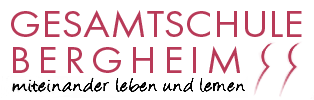 GESAMTSCHULE
BERGHEIM
miteinander leben und lernen